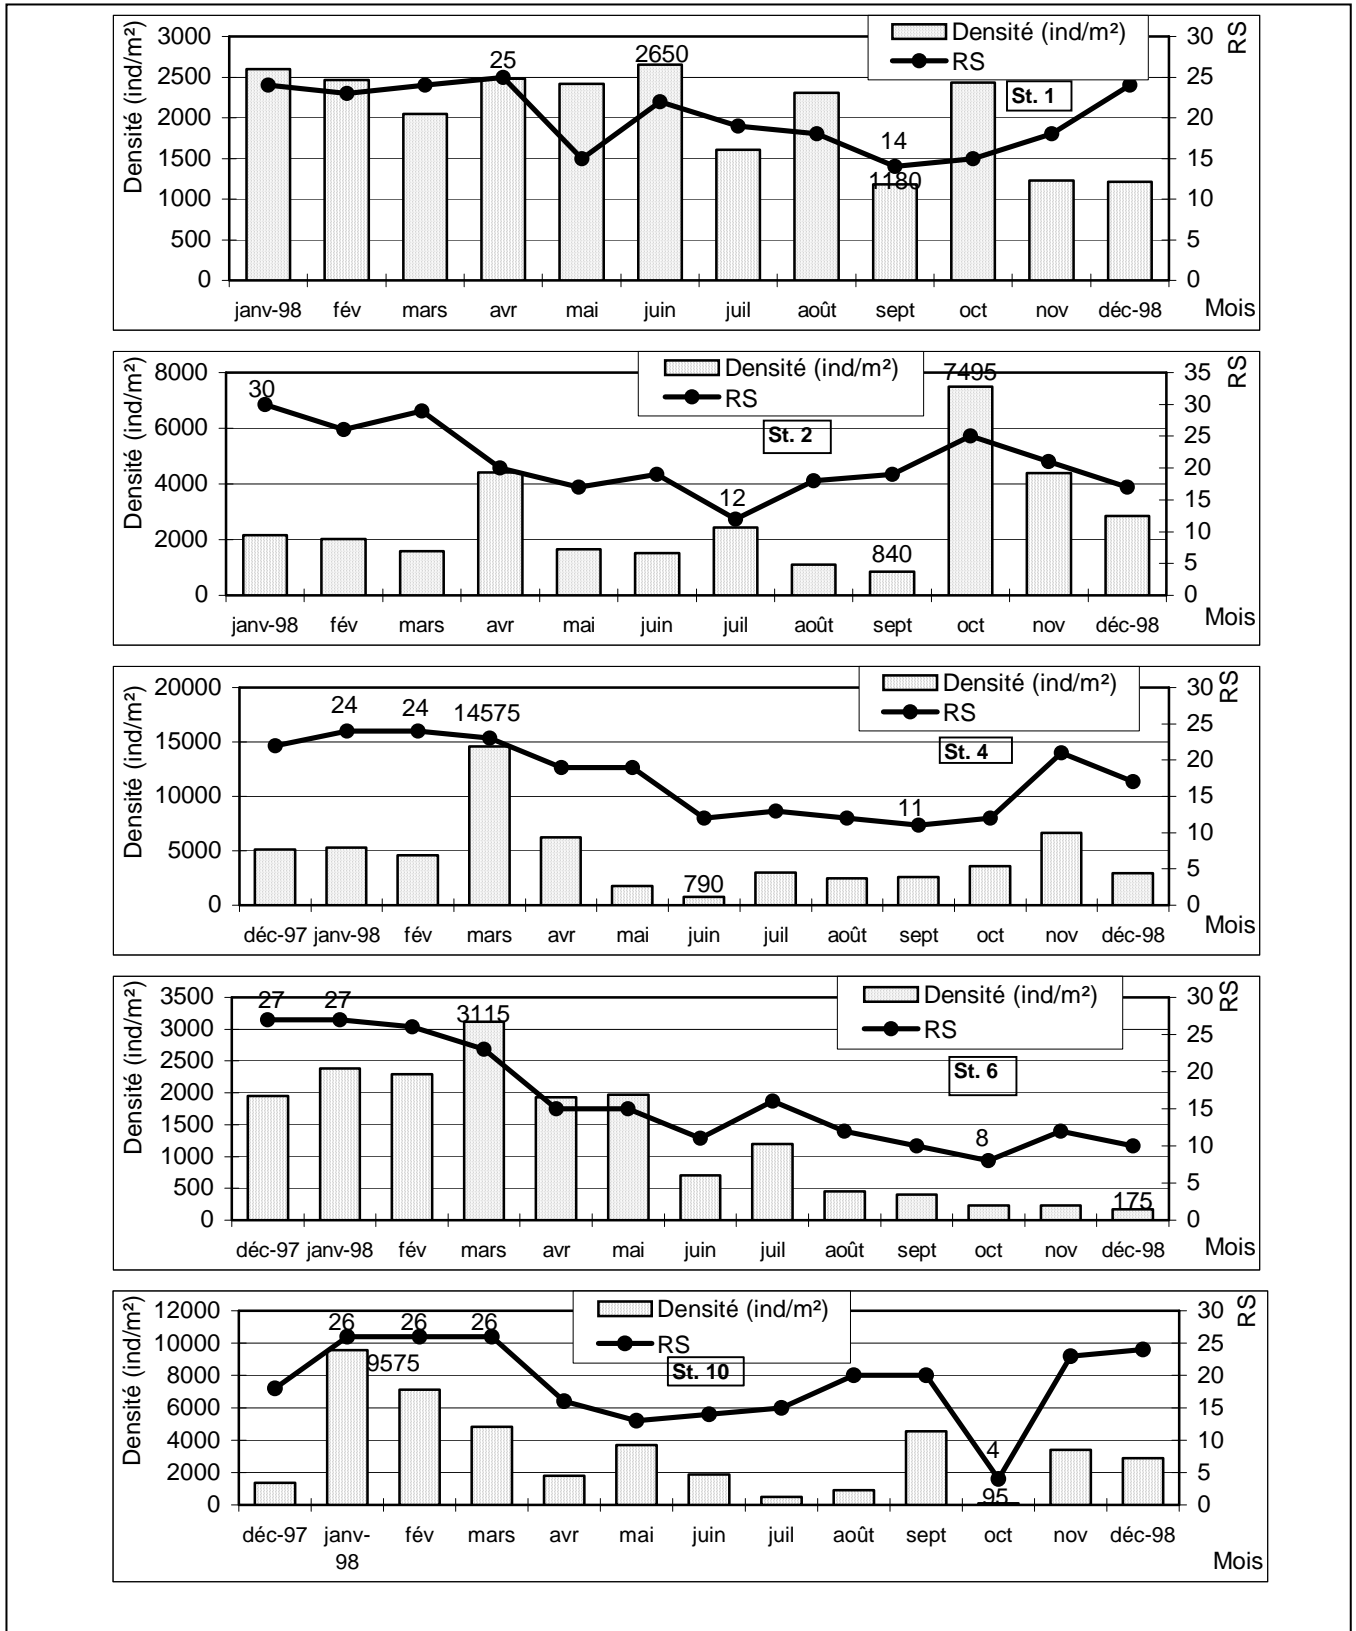 Densité (ind/m²)
RS
St. 1
Densité (ind/m²)
RS
3000
2500
2000
1500
1000
500
0
30
25
20
15
10
5
0
25
2650
14
1180
janv-98 fév mars avr mai juin juil août sept oct nov déc-98 Mois
Densité (ind/m²)
RS
St. 2
Densité (ind/m²)
RS
8000
6000
4000
2000
0
35
30
25
20
15
10
5
0
30
12
840
7495
janv-98 fév mars avr mai juin juil août sept oct nov déc-98 Mois
Densité (ind/m²)
RS
St. 4
Densité (ind/m²)
RS
20000
15000
10000
5000
0
30
25
20
15
10
5
0
24 24 14575
790
11
déc-97 janv-98 fév mars avr mai juin juil août sept oct nov déc-98 Mois
Densité (ind/m²)
RS
St. 6
Densité (ind/m²)
RS
3500
3000
2500
2000
1500
1000
500
0
30
25
20
15
10
5
0
27 27 3115
8
175
déc-97 janv-98 fév mars avr mai juin juil août sept oct nov déc-98 Mois
Densité (ind/m²)
RS
St. 10
Densité (ind/m²)
RS
12000
10000
8000
6000
4000
2000
0
30
25
20
15
10
5
0
26 26 26
9575
4
95
déc-97 janv-98 fév mars avr mai juin juil août sept oct nov déc-98
Mois